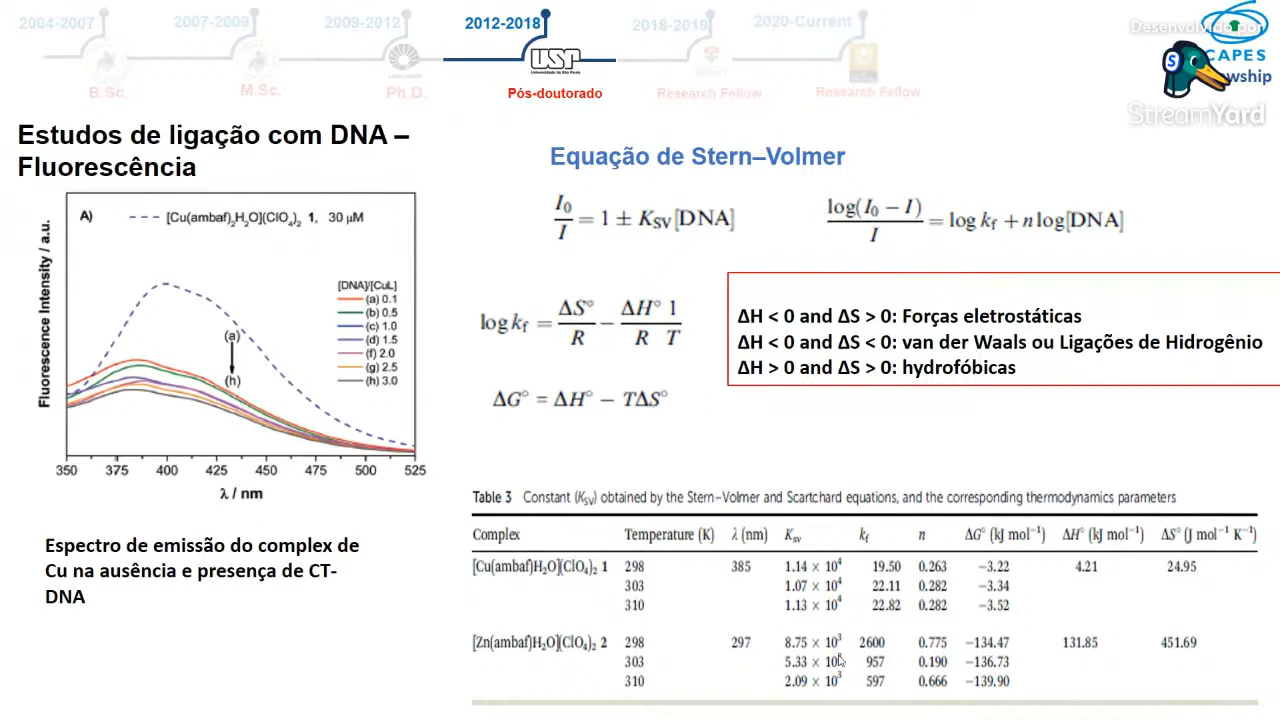 2004-2007 2007-2009 2009-2012 2012-2018 2018-2019 2020-Current
Desenvolvido por
CAPES
wship
StreamYard
USP
Universidade de São Paulo
B.Sc. M.Sc. Ph.D. Pós-doutorado Research Fellow Research Fellow
Estudos de ligação com DNA –
Fluorescência
A) [Cu(ambaf)₂H₂O](ClO₄)₂ 1, 30 μM
[DNA]/[CuL]
(a) 0.1
(b) 0.5
(c) 1.0
(d) 1.5
(f) 2.0
(g) 2.5
(h) 3.0
(a)
(h)
Fluorescence Intensity / a.u.
350 375 400 425 450 475 500 525
λ / nm
Espectro de emissão do complex de
Cu na ausência e presença de CT-
DNA
Equação de Stern–Volmer
I₀/I = 1 ± K_SV[DNA]
log(I₀ − I)/I = log k_f + n log[DNA]
log k_f = ΔS°/R − ΔH°/R 1/T
ΔG° = ΔH° − TΔS°
ΔH < 0 and ΔS > 0: Forças eletrostáticas
ΔH < 0 and ΔS < 0: van der Waals ou Ligações de Hidrogênio
ΔH > 0 and ΔS > 0: hydrofóbicas
Table 3 Constant (K_SV) obtained by the Stern–Volmer and Scartchard equations, and the corresponding thermodynamics parameters
Complex Temperature (K) λ (nm) K_sv k_f n ΔG° (kJ mol⁻¹) ΔH° (kJ mol⁻¹) ΔS° (J mol⁻¹ K⁻¹)
[Cu(ambaf)H₂O](ClO₄)₂ 1 298 385 1.14 × 10⁴ 19.50 0.263 −3.22 4.21 24.95
303 1.07 × 10⁴ 22.11 0.282 −3.34
310 1.13 × 10⁴ 22.82 0.282 −3.52
[Zn(ambaf)H₂O](ClO₄)₂ 2 298 297 8.75 × 10³ 2600 0.775 −134.47 131.85 451.69
303 5.33 × 10 957 0.190 −136.73
310 2.09 × 10³ 597 0.666 −139.90